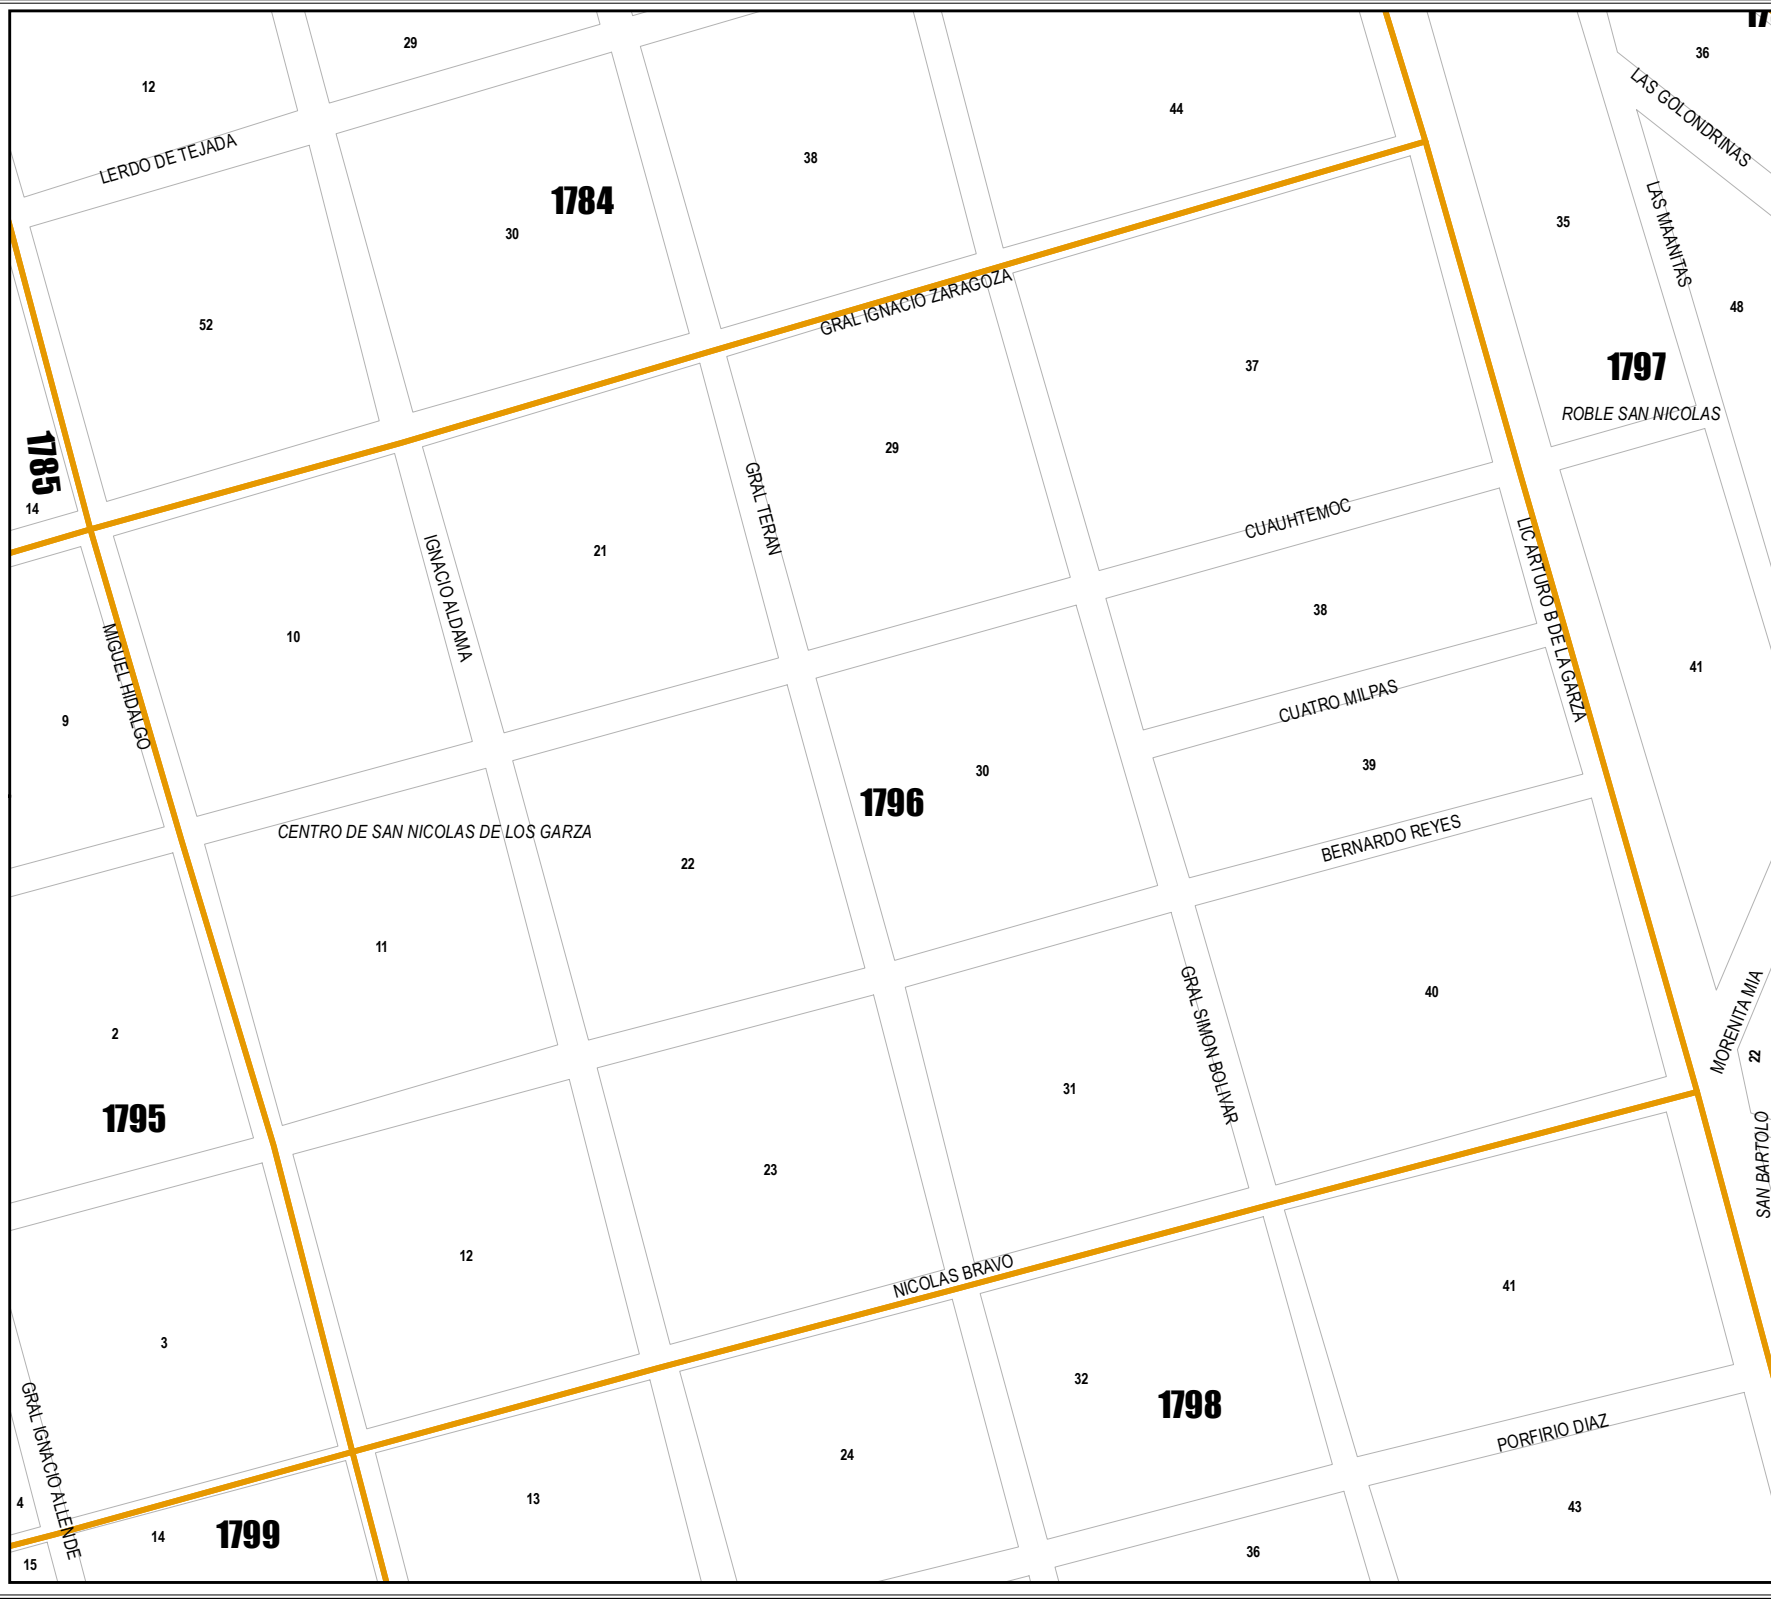 29
36
12
LAS GOLONDRINAS
44
LERDO DE TEJADA
38
1784
30
35
LAS MAANITAS
GRAL IGNACIO ZARAGOZA
48
52
37
1797
ROBLE SAN NICOLAS
1785
14
29
GRAL TERAN
CUAUHTEMOC
21
IGNACIO ALDAMA
LIC ARTURO B DE LA GARZA
38
10
MIGUEL HIDALGO
41
CUATRO MILPAS
9
30
39
1796
CENTRO DE SAN NICOLAS DE LOS GARZA
BERNARDO REYES
22
11
40
GRAL SIMON BOLIVAR
MORENITA MIA
2
22
31
1795
SAN BARTOLO
23
12
NICOLAS BRAVO
41
3
32
1798
GRAL IGNACIO ALLENDE
PORFIRIO DIAZ
24
4
13
43
14
1799
36
15